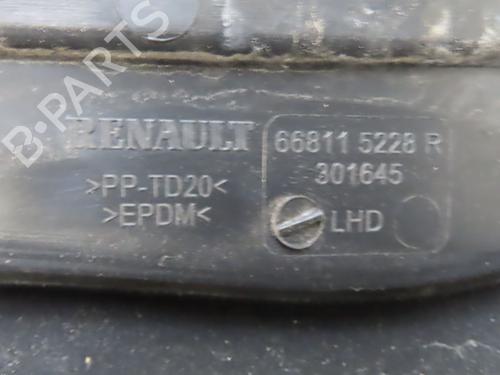 B-PARTS
RENAULT
66811 5228 R
301645
>PP-TD20<
>EPDM<
LHD